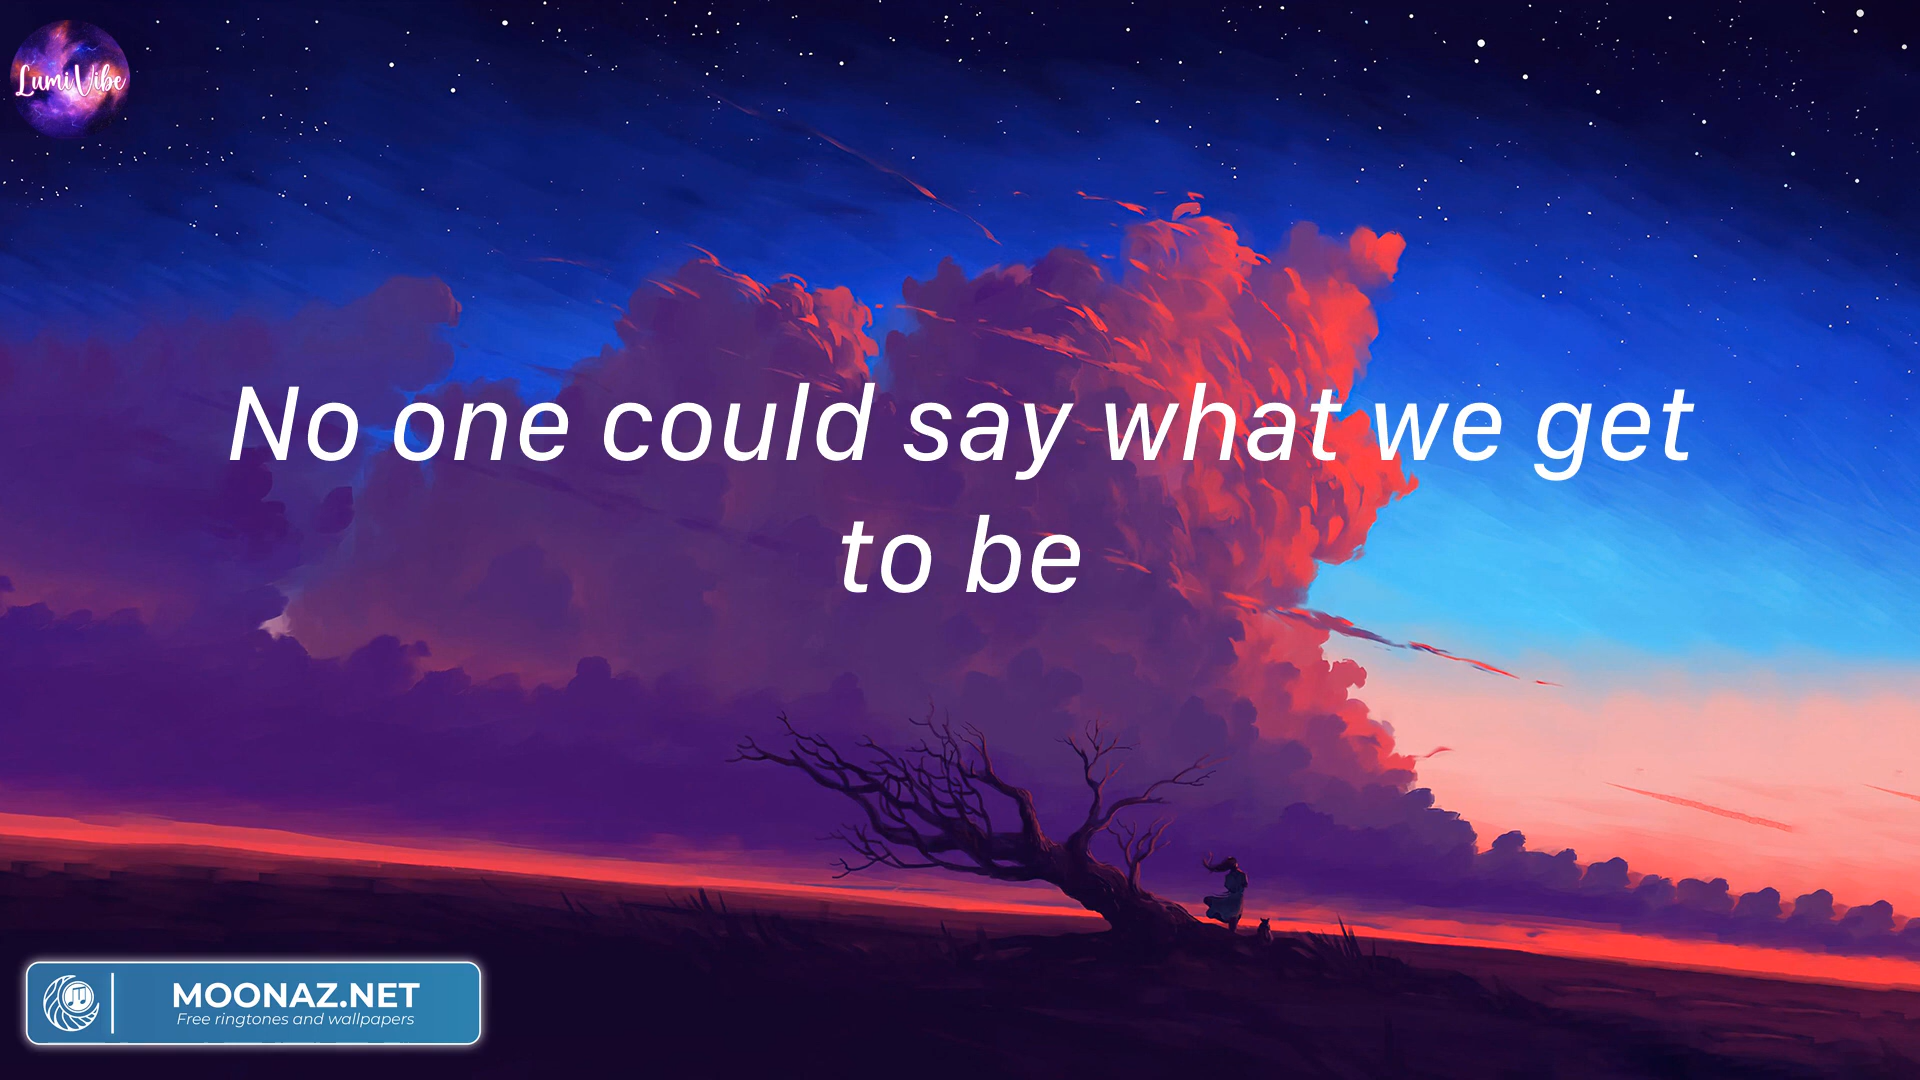 LumiVibe
No one could say what we get
to be
MOONAZ.NET
Free ringtones and wallpapers